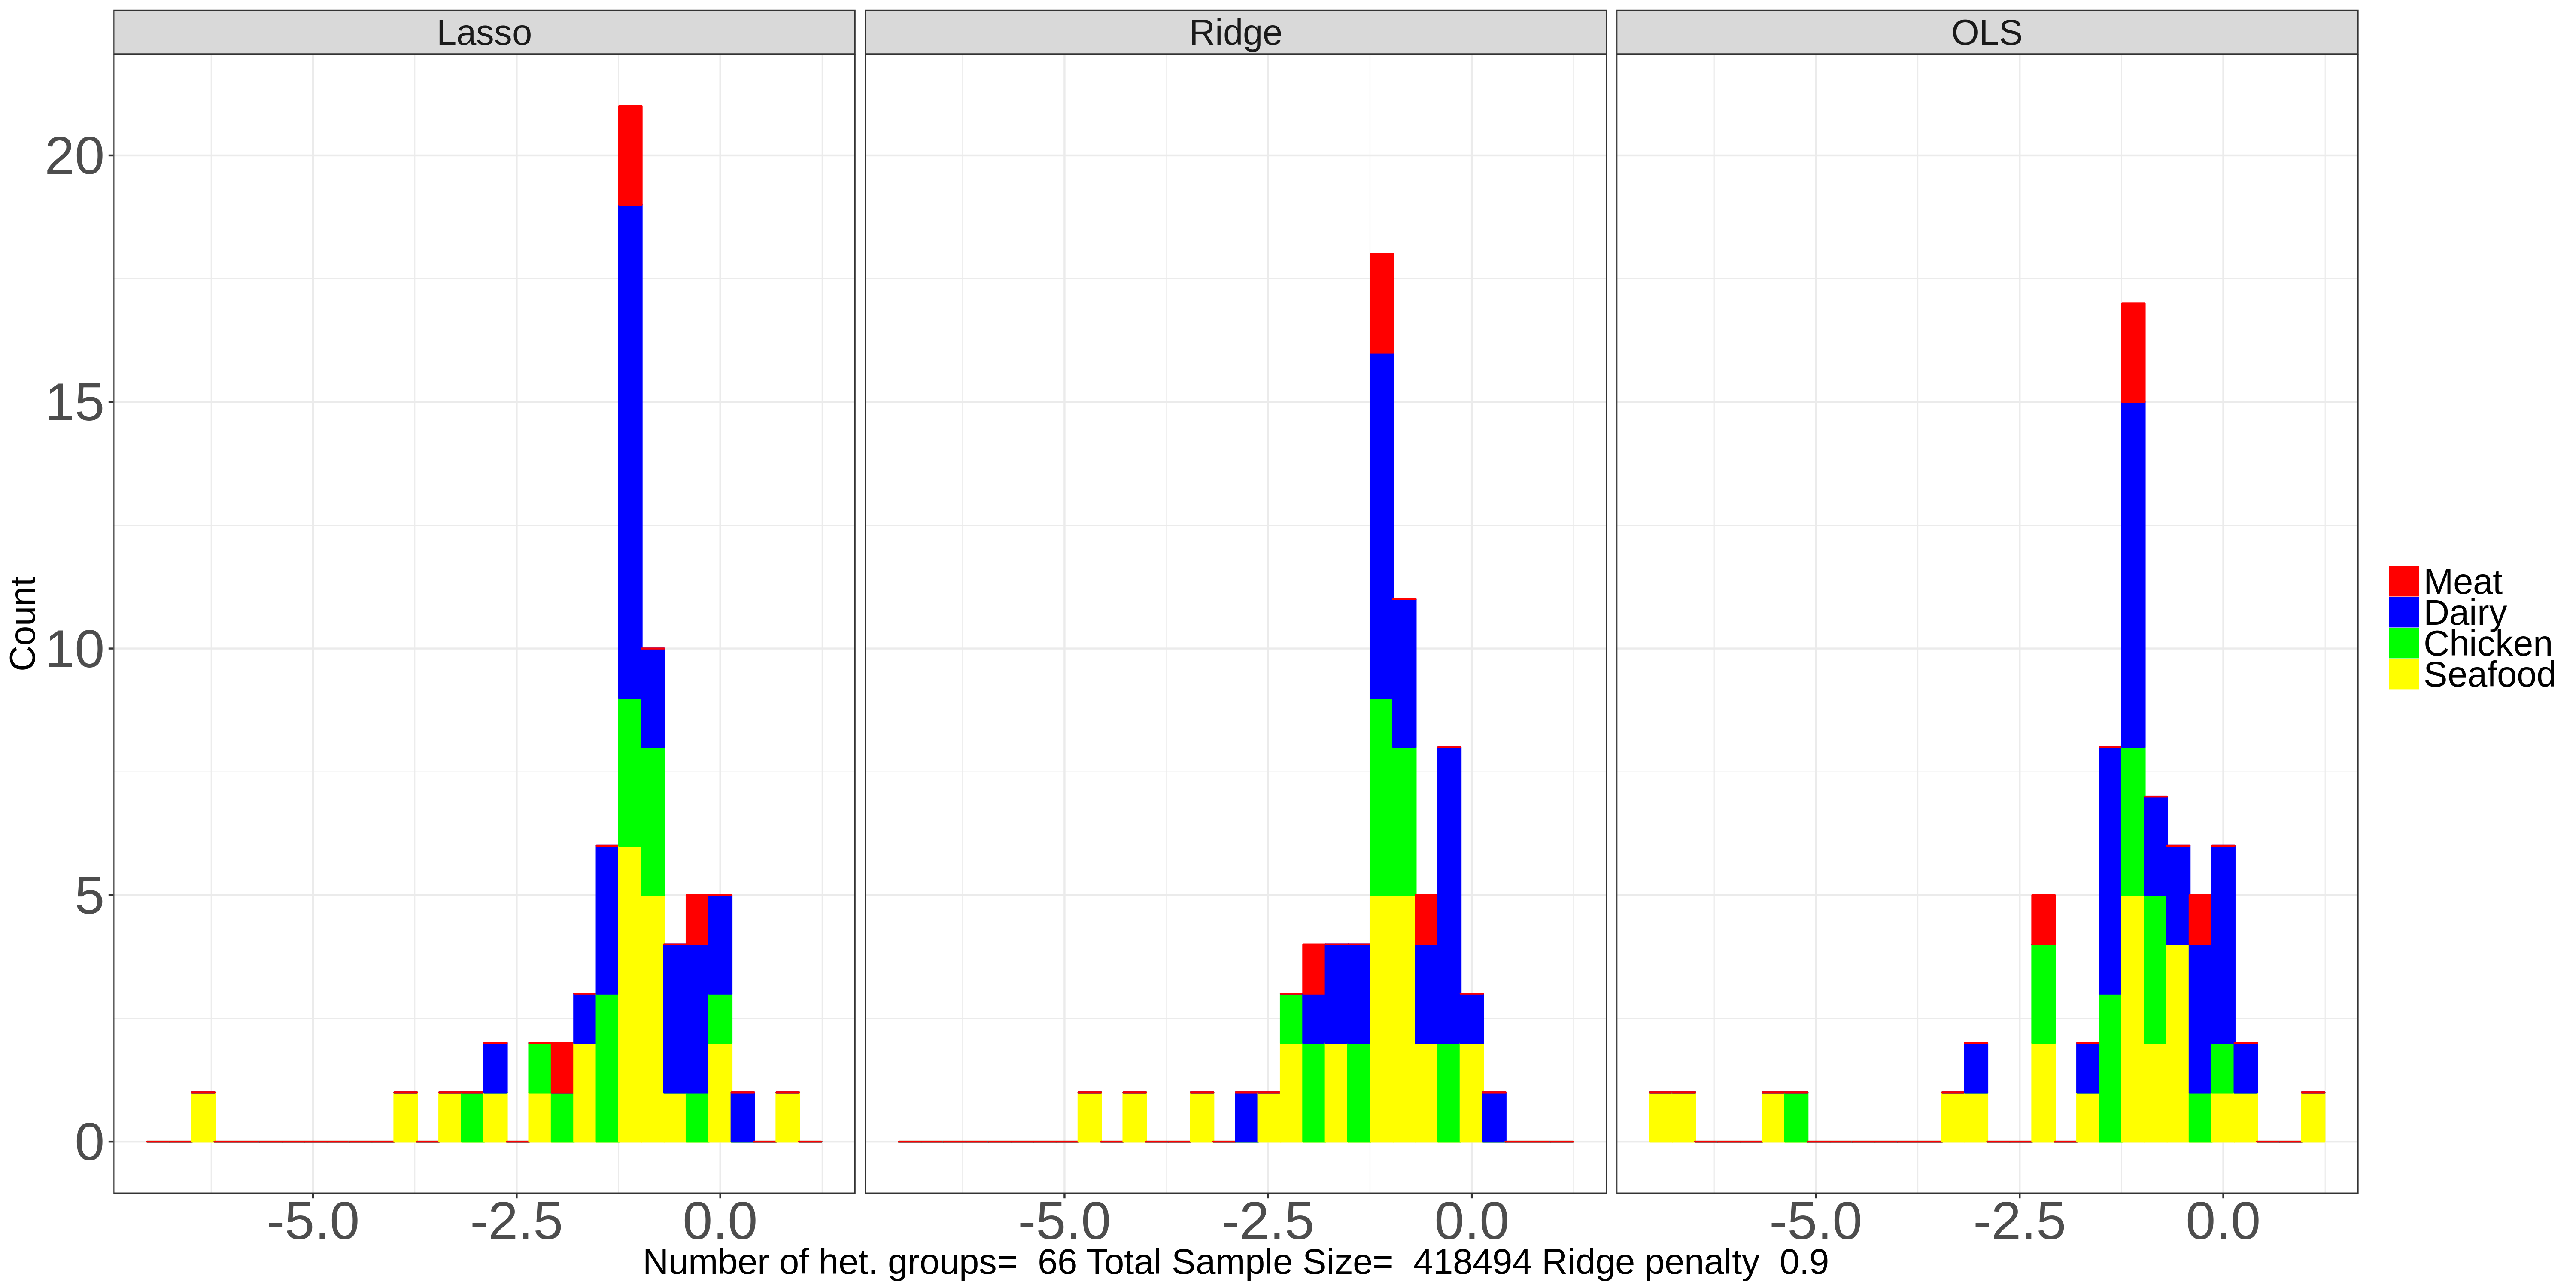 Lasso
Ridge
OLS
Count
20
15
10
5
0
-5.0 -2.5 0.0
-5.0 -2.5 0.0
-5.0 -2.5 0.0
Number of het. groups=  66 Total Sample Size=  418494 Ridge penalty  0.9
Meat
Dairy
Chicken
Seafood